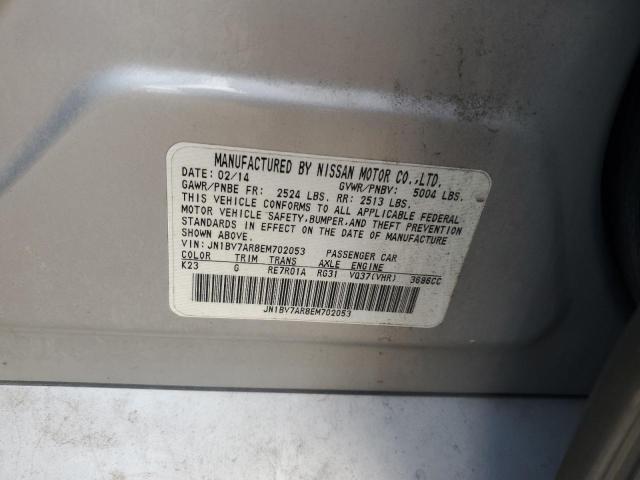 MANUFACTURED BY NISSAN MOTOR CO.,LTD.
DATE: 02/14 GVWR/PNBV: 5004 LBS.
GAWR/PNBE FR: 2524 LBS. RR: 2513 LBS.
THIS VEHICLE CONFORMS TO ALL APPLICABLE FEDERAL
MOTOR VEHICLE SAFETY,BUMPER,AND THEFT PREVENTION
STANDARDS IN EFFECT ON THE DATE OF MANUFACTURE
SHOWN ABOVE.
VIN: JN1BV7AR8EM702053 PASSENGER CAR
COLOR TRIM TRANS AXLE ENGINE
K23 G RE7R01A RG31 VQ37(VHR) 3696CC
JN1BV7AR8EM702053